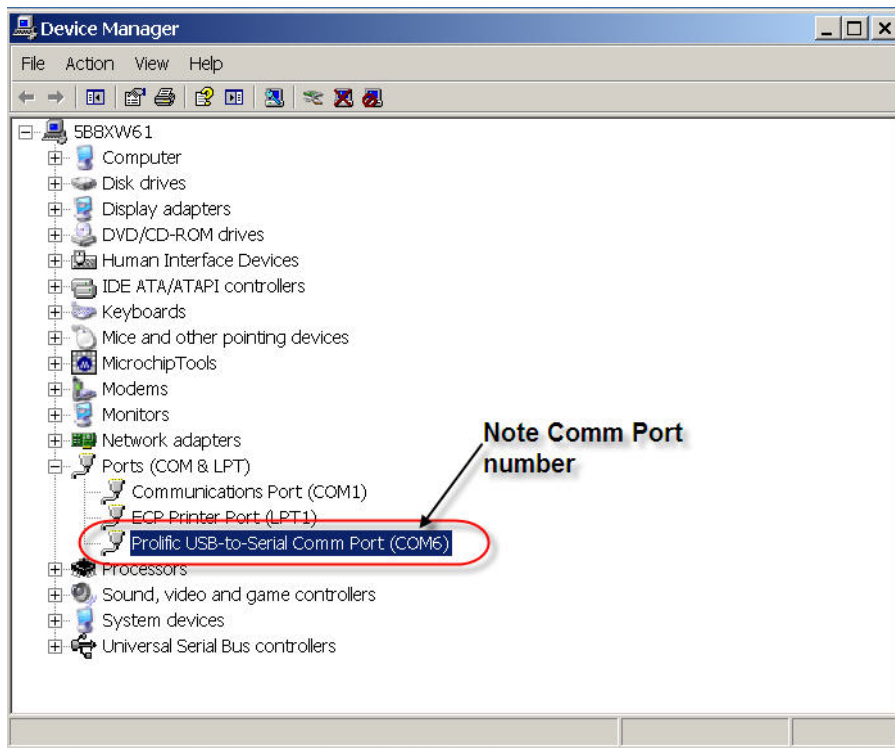 Device Manager
File Action View Help
5B8XW61
Computer
Disk drives
Display adapters
DVD/CD-ROM drives
Human Interface Devices
IDE ATA/ATAPI controllers
Keyboards
Mice and other pointing devices
MicrochipTools
Modems
Monitors
Network adapters
Ports (COM & LPT)
Communications Port (COM1)
ECP Printer Port (LPT1)
Prolific USB-to-Serial Comm Port (COM6)
Processors
Sound, video and game controllers
System devices
Universal Serial Bus controllers
Note Comm Port
number